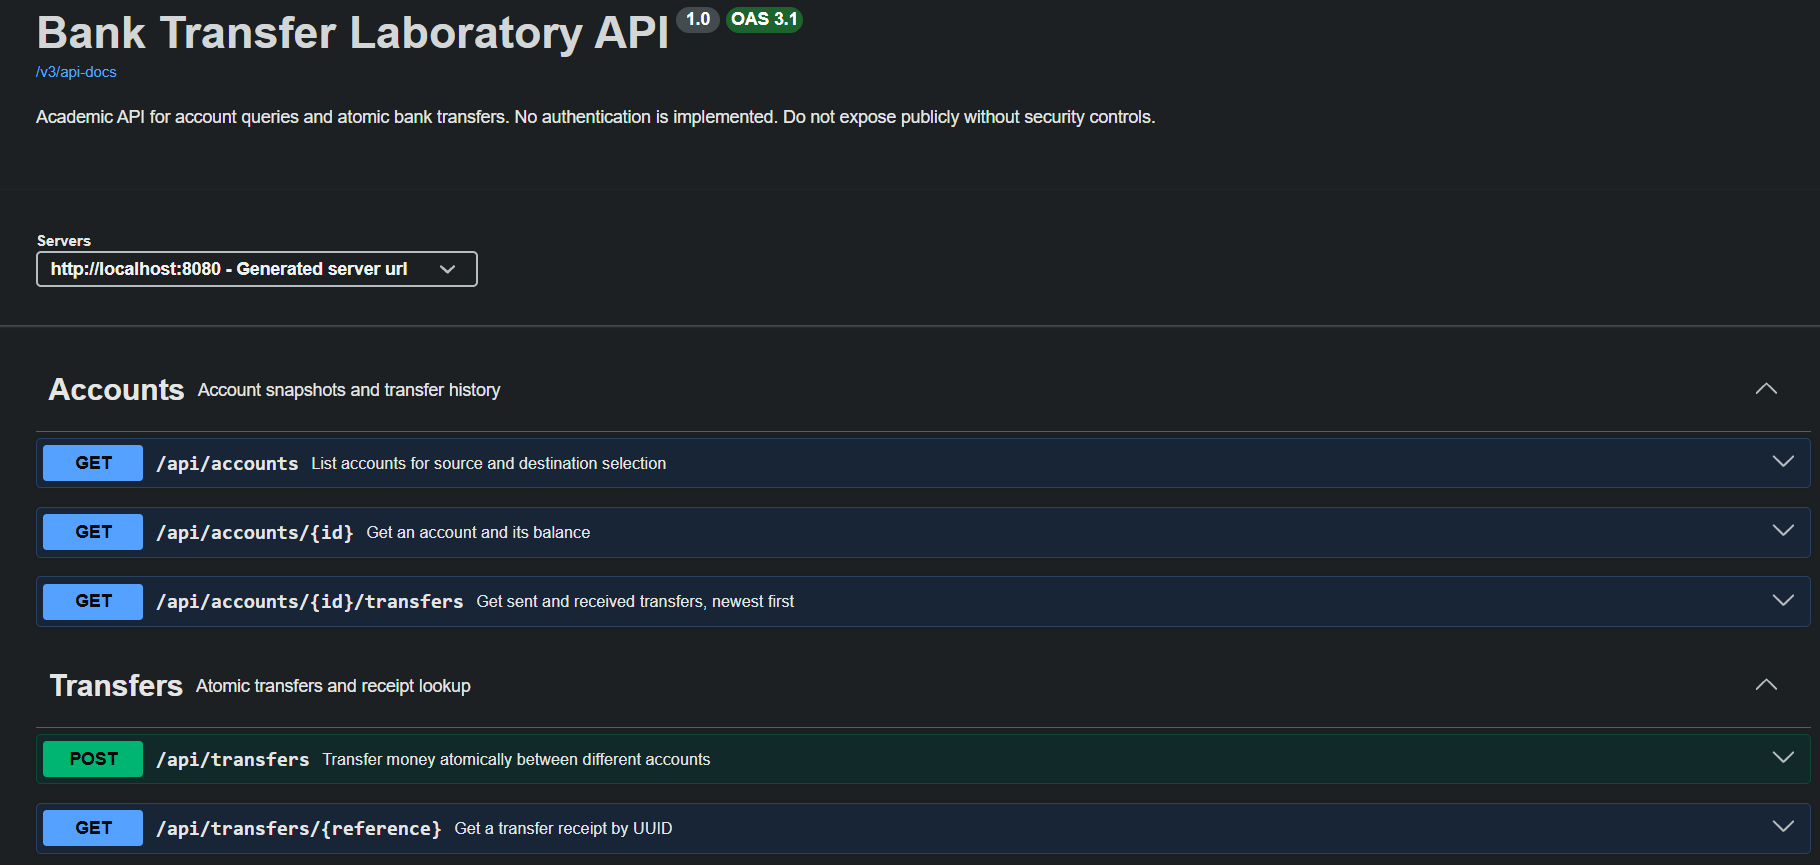 Bank Transfer Laboratory API 1.0 OAS 3.1
/v3/api-docs
Academic API for account queries and atomic bank transfers. No authentication is implemented. Do not expose publicly without security controls.
Servers
http://localhost:8080 - Generated server url
Accounts Account snapshots and transfer history
GET /api/accounts List accounts for source and destination selection
GET /api/accounts/{id} Get an account and its balance
GET /api/accounts/{id}/transfers Get sent and received transfers, newest first
Transfers Atomic transfers and receipt lookup
POST /api/transfers Transfer money atomically between different accounts
GET /api/transfers/{reference} Get a transfer receipt by UUID